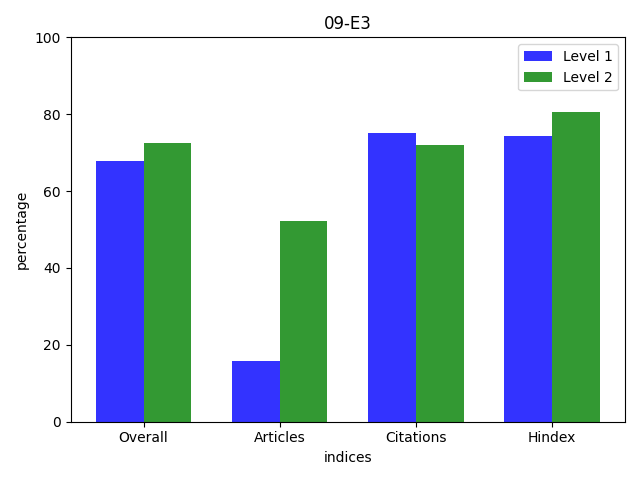 09-E3
100
80
60
40
20
0
percentage
Level 1
Level 2
Overall
Articles
Citations
Hindex
indices